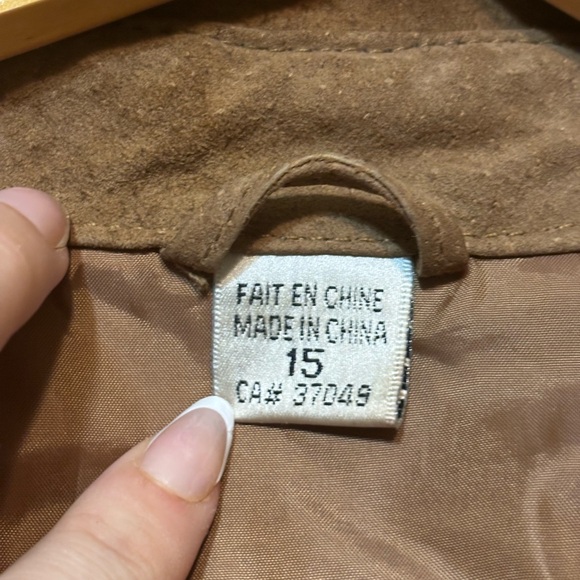 FAIT EN CHINE
MADE IN CHINA
15
CA# 37049